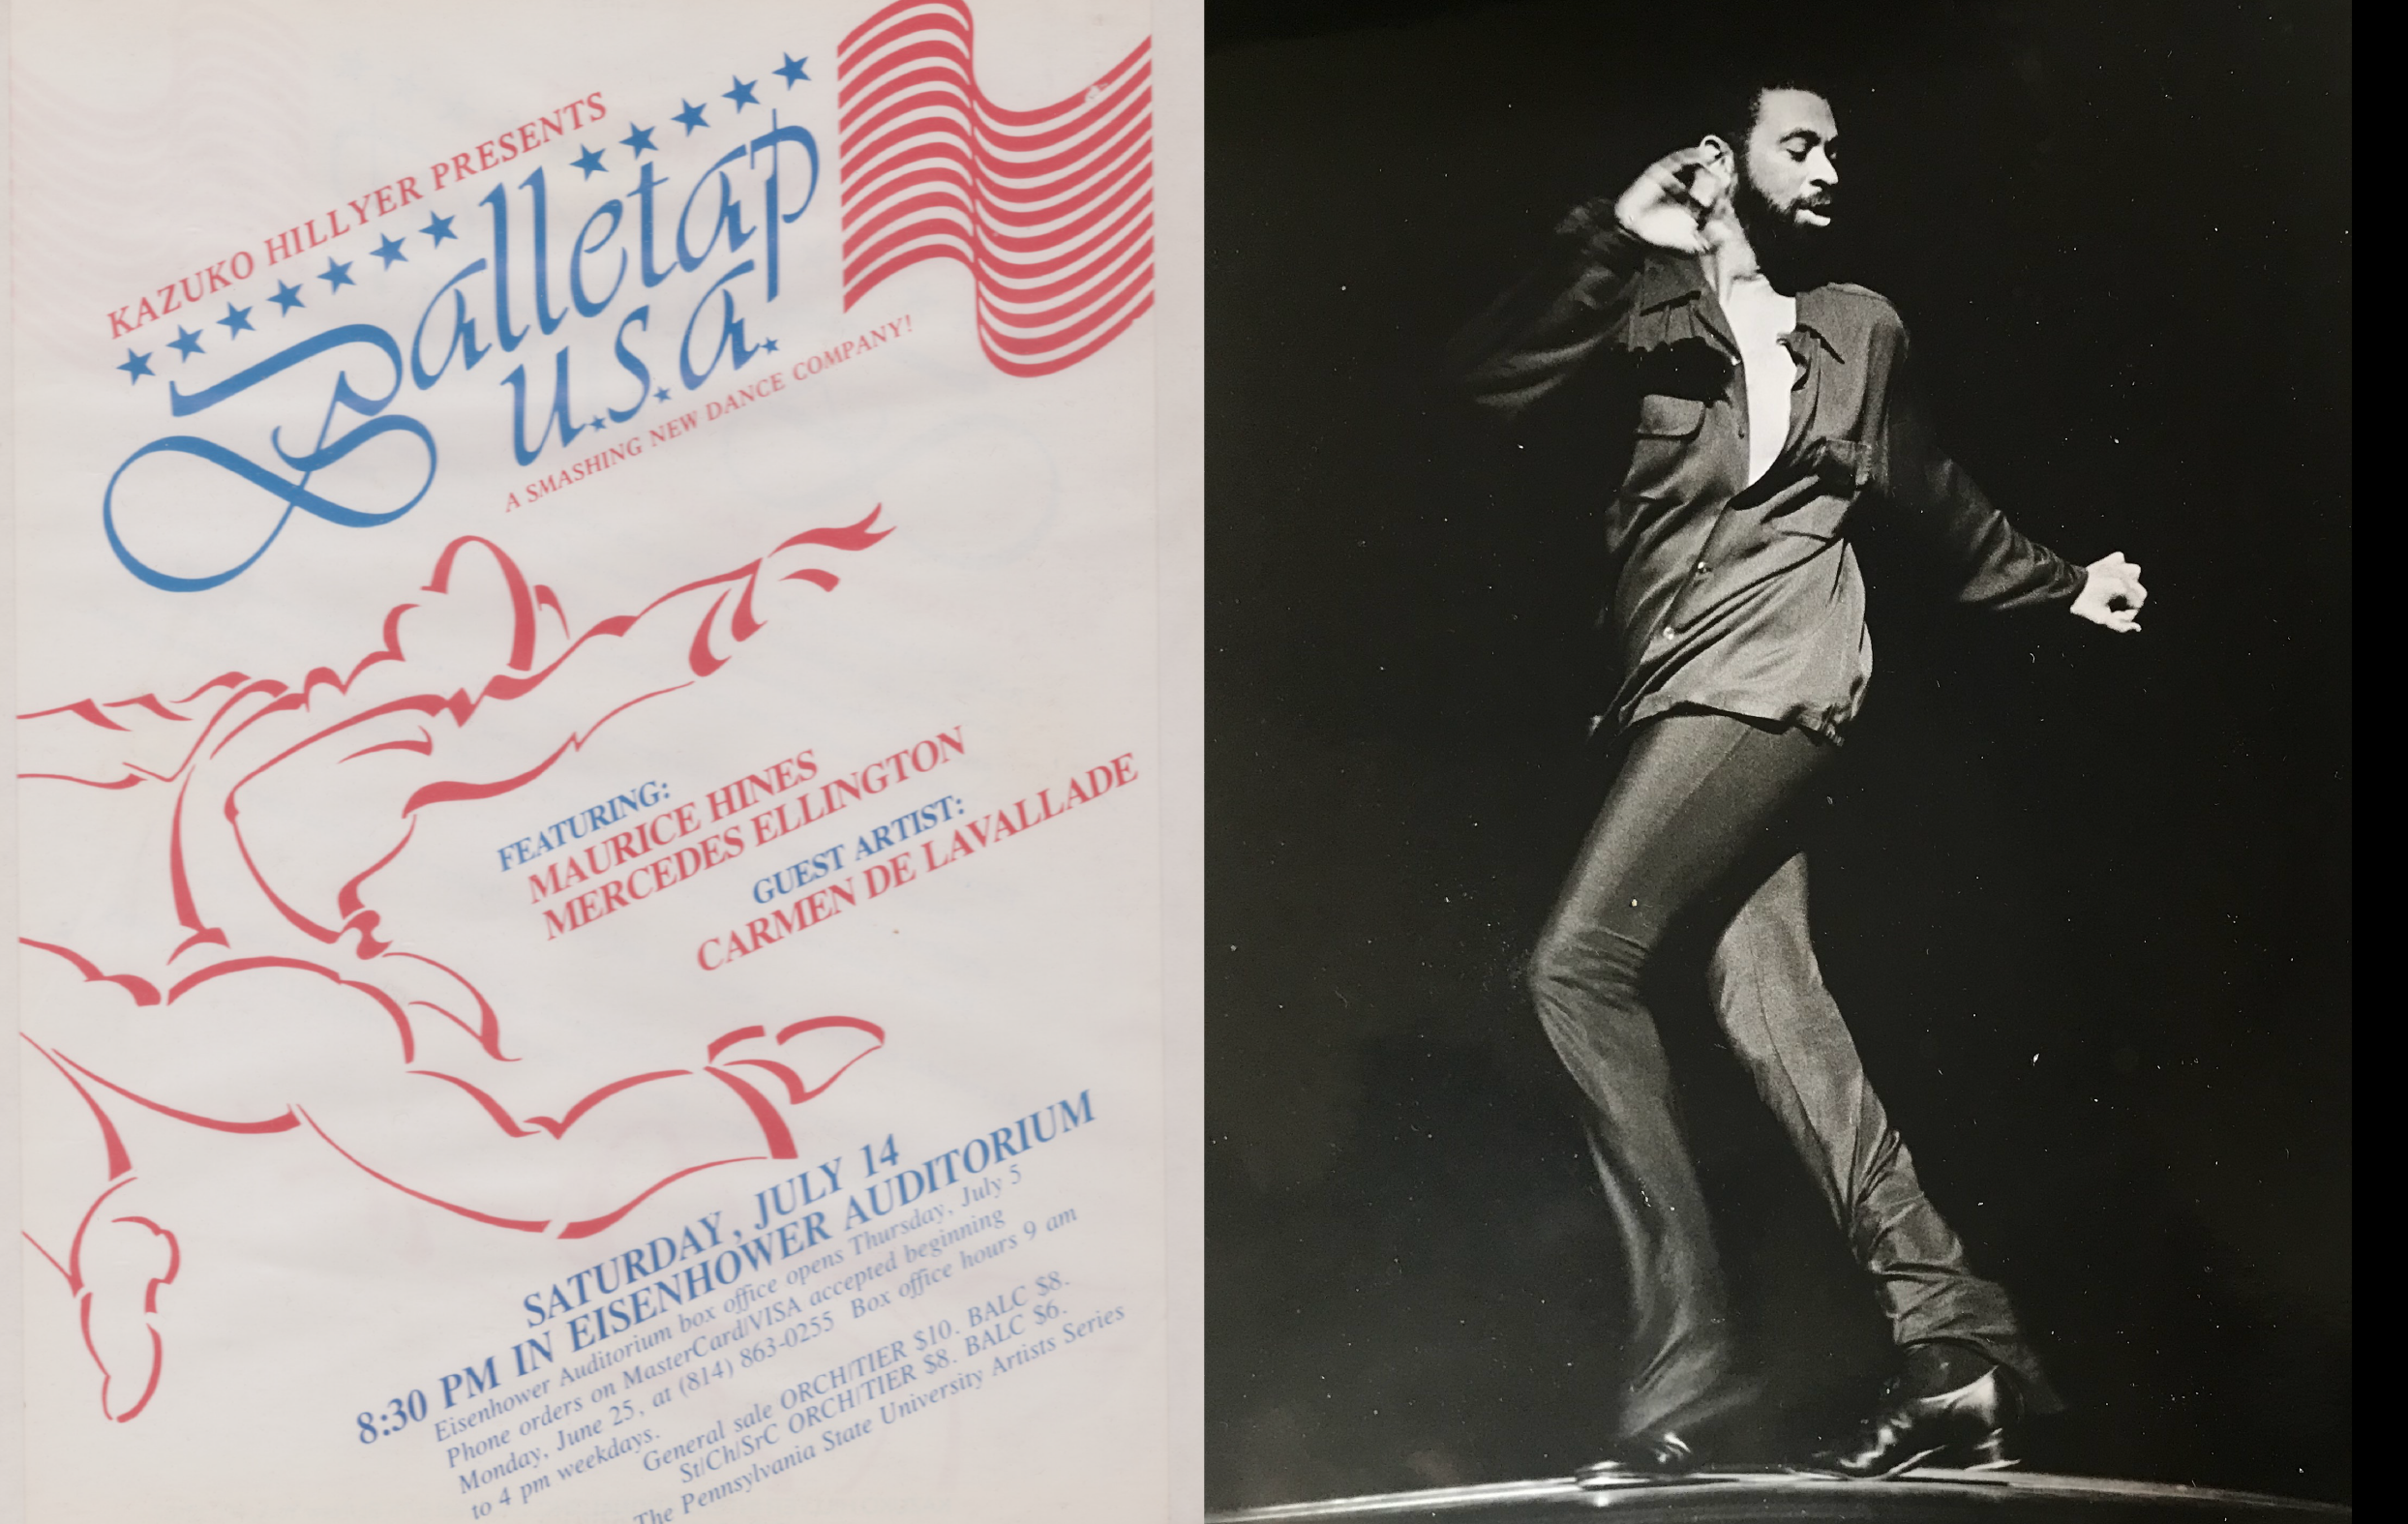 KAZUKO HILLYER PRESENTS
Balletap
U.S.A.
A SMASHING NEW DANCE COMPANY!
FEATURING:
MAURICE HINES
MERCEDES ELLINGTON
GUEST ARTIST:
CARMEN DE LAVALLADE
SATURDAY, JULY 14
8:30 PM IN EISENHOWER AUDITORIUM
Eisenhower Auditorium box office opens Thursday, July 5
Phone orders on MasterCard/VISA accepted beginning
Monday, June 25, at (814) 863-0255 Box office hours 9 am
to 4 pm weekdays.
General sale ORCH/TIER $10. BALC $8.
St/Ch/SrC ORCH/TIER $8. BALC $6.
The Pennsylvania State University Artists Series